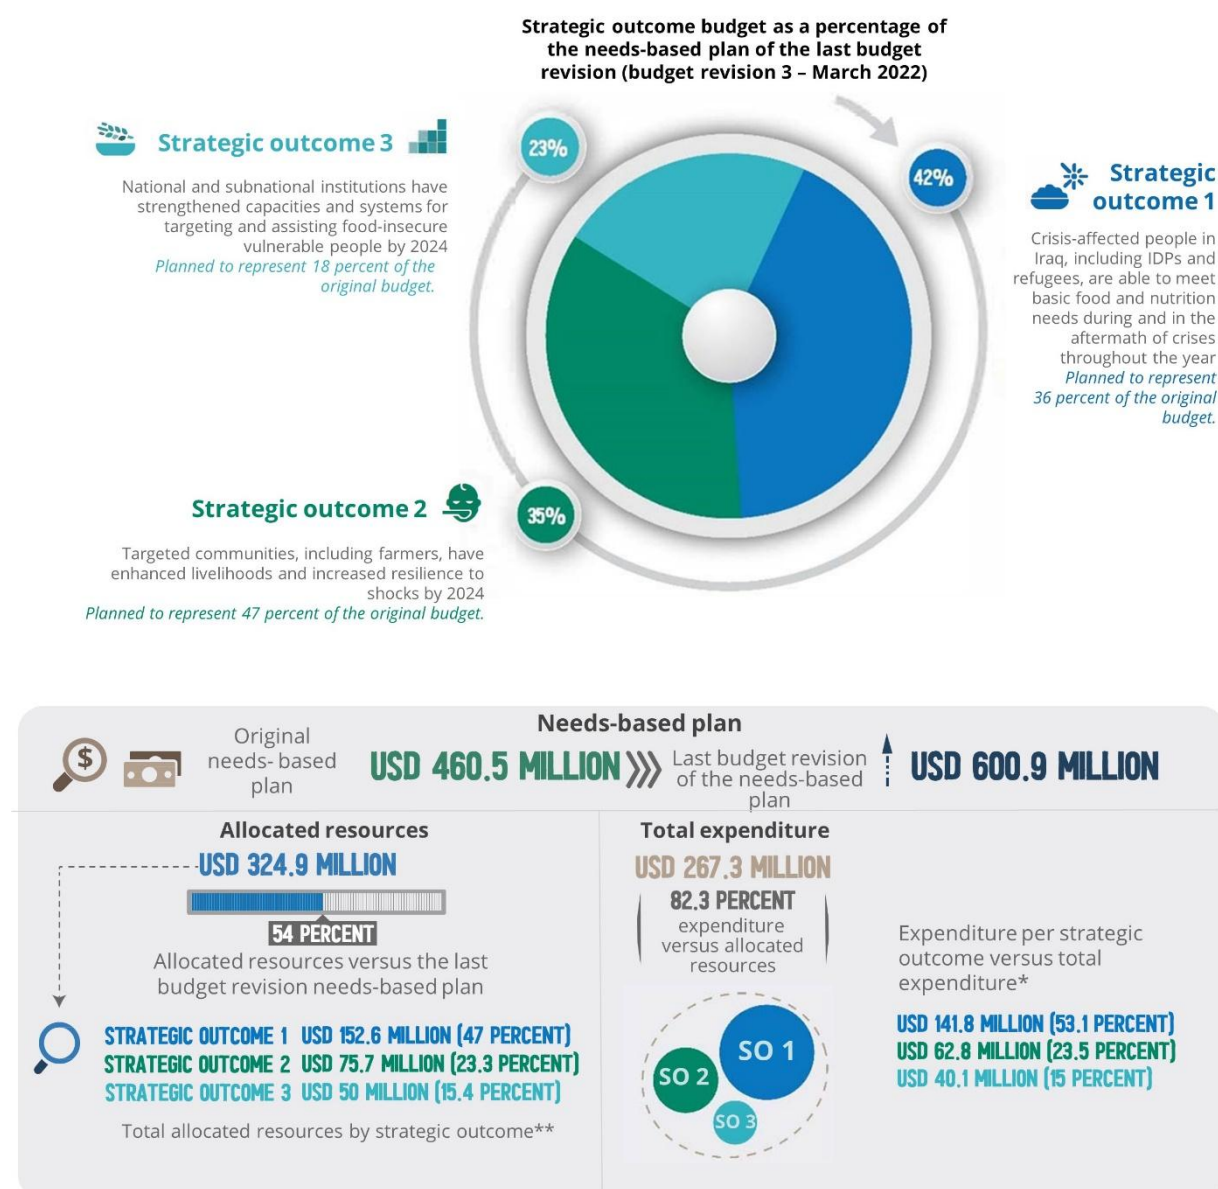 Strategic outcome budget as a percentage of
the needs-based plan of the last budget
revision (budget revision 3 – March 2022)
Strategic outcome 3
National and subnational institutions have
strengthened capacities and systems for
targeting and assisting food-insecure
vulnerable people by 2024
Planned to represent 18 percent of the
original budget.
23%
42%
Strategic
outcome 1
Crisis-affected people in
Iraq, including IDPs and
refugees, are able to meet
basic food and nutrition
needs during and in the
aftermath of crises
throughout the year
Planned to represent
36 percent of the original
budget.
Strategic outcome 2
35%
Targeted communities, including farmers, have
enhanced livelihoods and increased resilience to
shocks by 2024
Planned to represent 47 percent of the original budget.
Needs-based plan
$
Original
needs- based
plan
USD 460.5 MILLION
Last budget revision
of the needs-based
plan
USD 600.9 MILLION
Allocated resources
USD 324.9 MILLION
54 PERCENT
Allocated resources versus the last
budget revision needs-based plan
STRATEGIC OUTCOME 1 USD 152.6 MILLION (47 PERCENT)
STRATEGIC OUTCOME 2 USD 75.7 MILLION (23.3 PERCENT)
STRATEGIC OUTCOME 3 USD 50 MILLION (15.4 PERCENT)
Total allocated resources by strategic outcome**
Total expenditure
USD 267.3 MILLION
82.3 PERCENT
expenditure
versus allocated
resources
SO 1
SO 2
SO 3
Expenditure per strategic
outcome versus total
expenditure*
USD 141.8 MILLION (53.1 PERCENT)
USD 62.8 MILLION (23.5 PERCENT)
USD 40.1 MILLION (15 PERCENT)